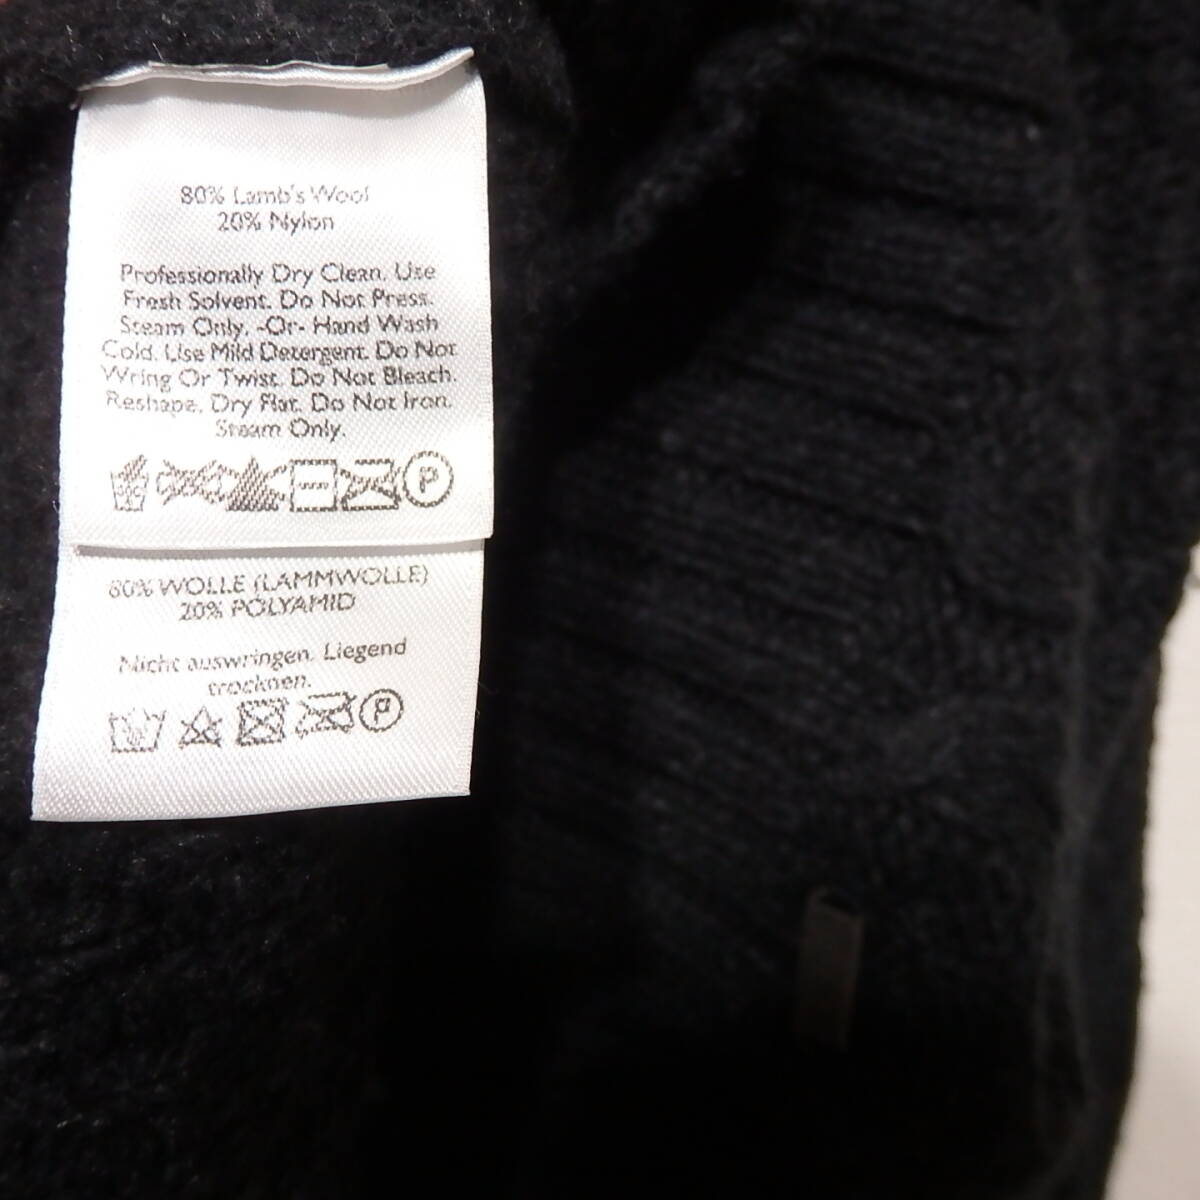 80% Lamb's Wool
20% Nylon
Professionally Dry Clean. Use
Fresh Solvent. Do Not Press.
Steam Only. -Or- Hand Wash
Cold. Use Mild Detergent. Do Not
Wring Or Twist. Do Not Bleach.
Reshape. Dry Flat. Do Not Iron.
Steam Only.
P
80% WOLLE (LAMMWOLLE)
20% POLYAMID
Nicht auswringen. Liegend
trocknen.
P